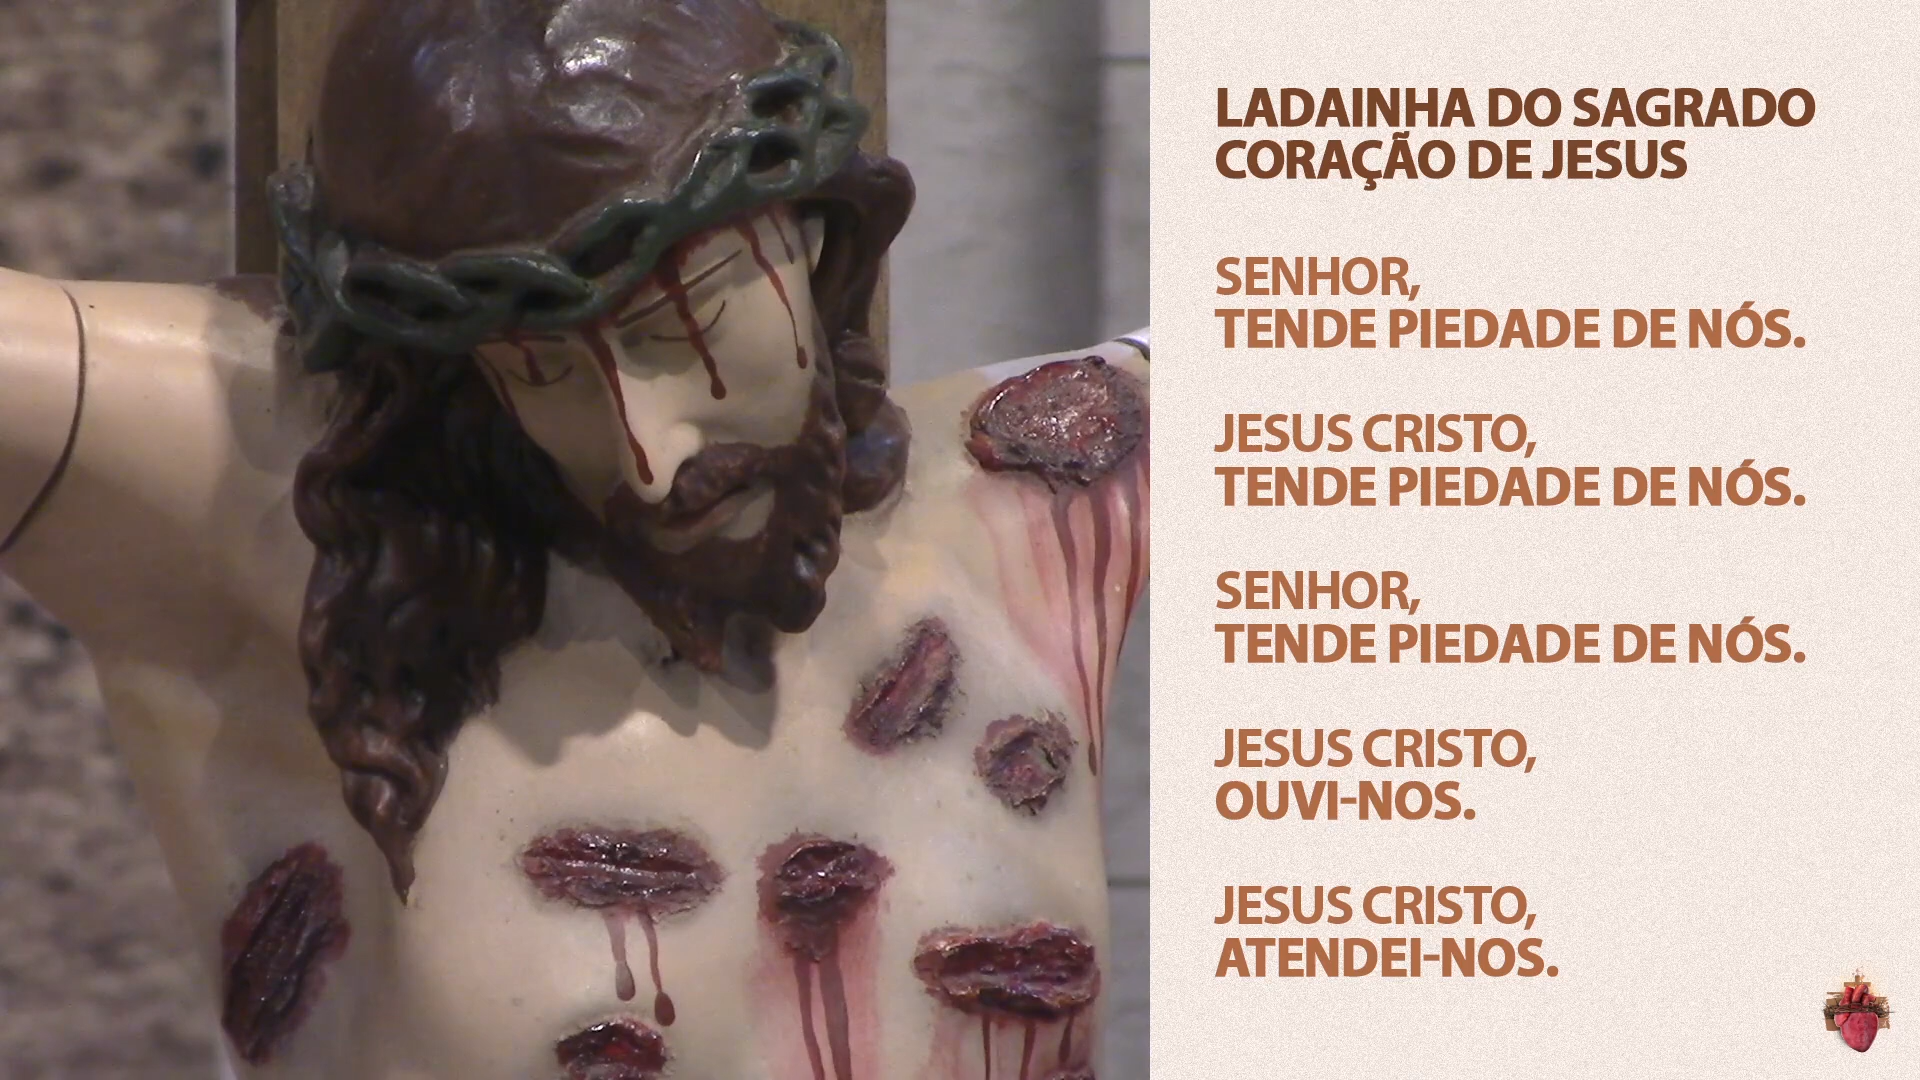 LADAINHA DO SAGRADO
CORAÇÃO DE JESUS
SENHOR,
TENDE PIEDADE DE NÓS.
JESUS CRISTO,
TENDE PIEDADE DE NÓS.
SENHOR,
TENDE PIEDADE DE NÓS.
JESUS CRISTO,
OUVI-NOS.
JESUS CRISTO,
ATENDEI-NOS.